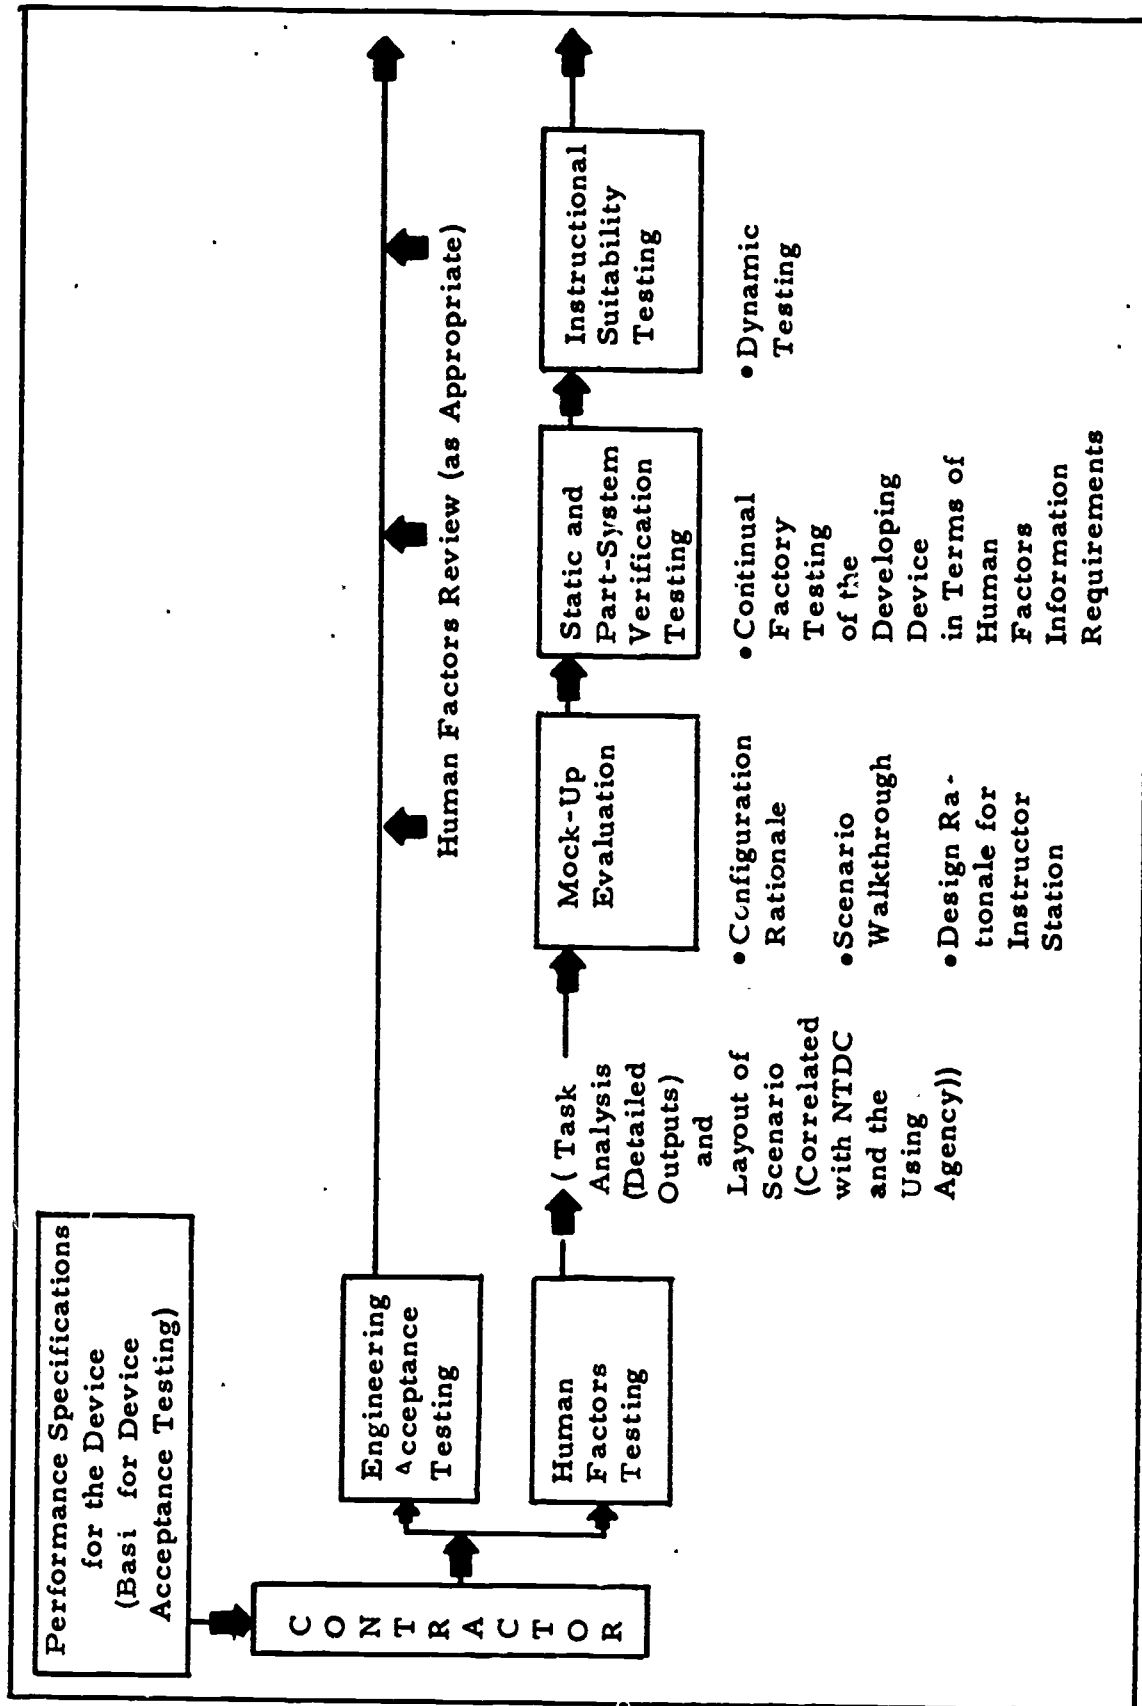 Performance Specifications
for the Device
(Basi for Device
Acceptance Testing)
C
O
N
T
R
A
C
T
O
R
Engineering
Acceptance
Testing
Human Factors Review (as Appropriate)
Human
Factors
Testing
(Task
Analysis
(Detailed
Outputs)
and
Layout of
Scenario
(Correlated
with NTDC
and the
Using
Agency))
Mock-Up
Evaluation
•Configuration
Rationale
•Scenario
Walkthrough
•Design Ra-
tionale for
Instructor
Station
Static and
Part-System
Verification
Testing
•Continual
Factory
Testing
of the
Developing
Device
in Terms of
Human
Factors
Information
Requirements
Instructional
Suitability
Testing
•Dynamic
Testing